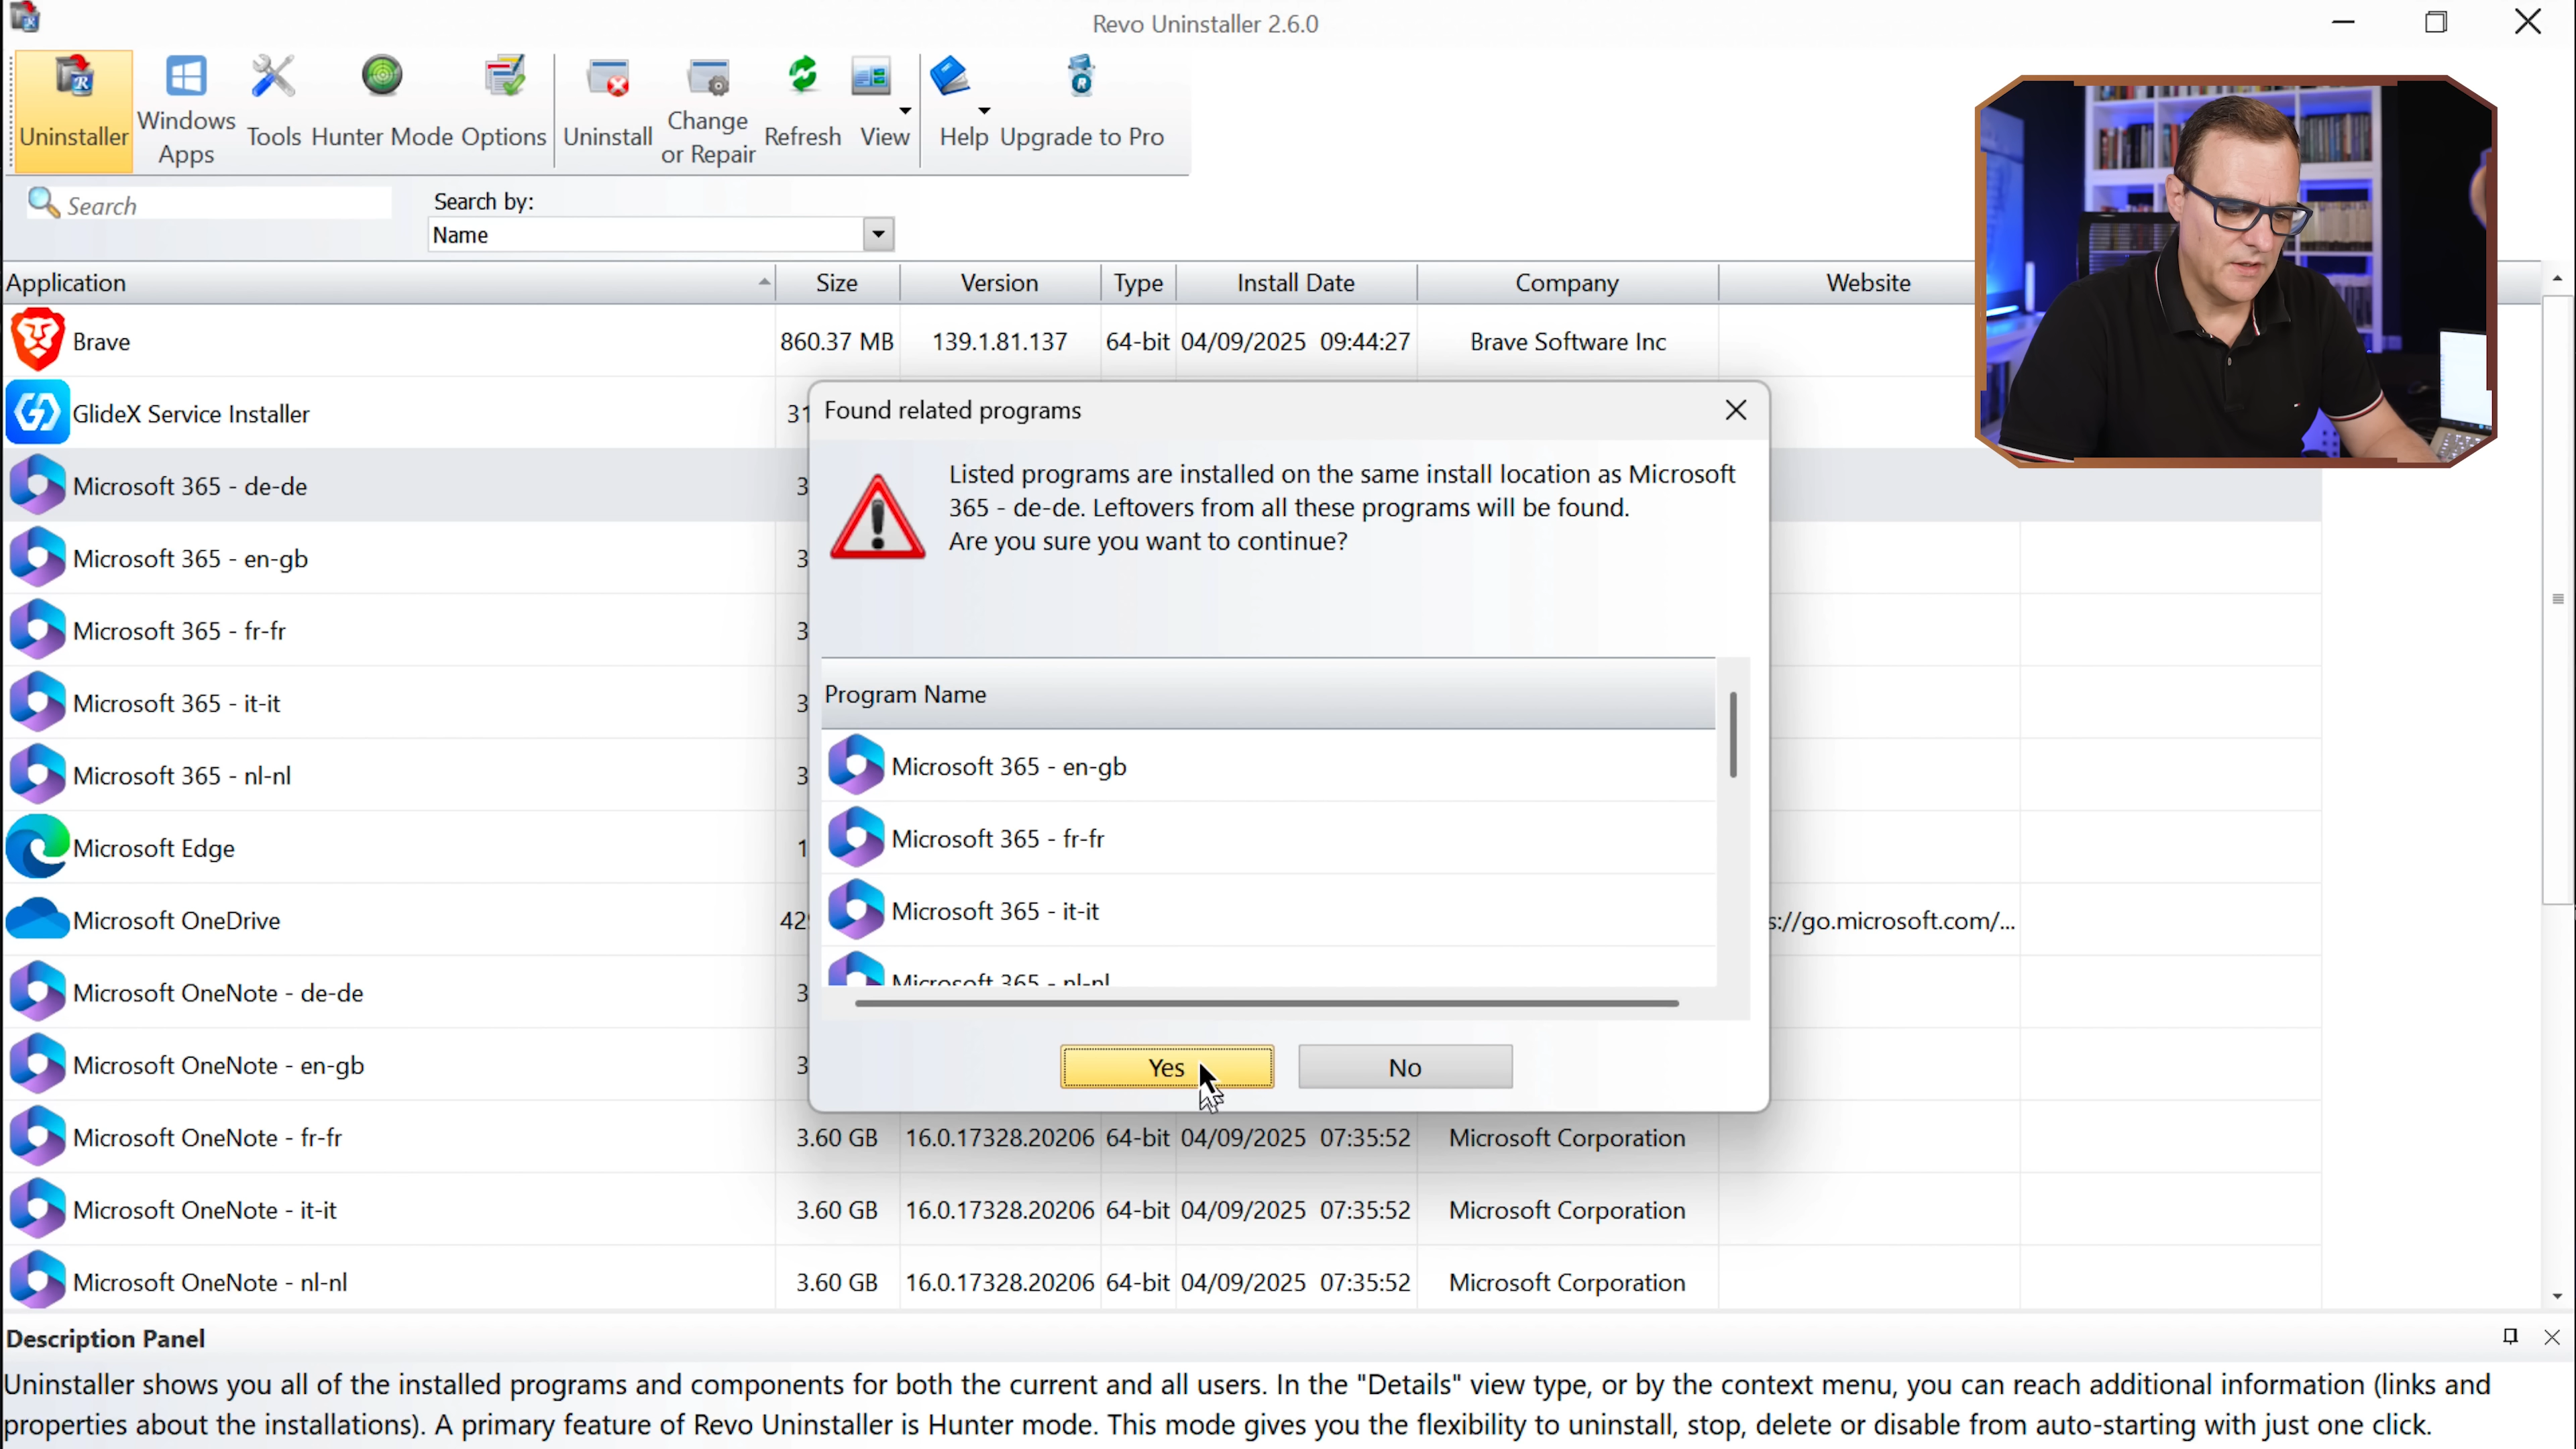 Revo Uninstaller 2.6.0
Uninstaller
Windows Apps
Tools
Hunter Mode
Options
Uninstall
Change or Repair
Refresh
View
Help
Upgrade to Pro
Search
Search by:
Name
Application Size Version Type Install Date Company Website
Brave 860.37 MB 139.1.81.137 64-bit 04/09/2025 09:44:27 Brave Software Inc
GlideX Service Installer 31
Microsoft 365 - de-de 3
Microsoft 365 - en-gb 3
Microsoft 365 - fr-fr 3
Microsoft 365 - it-it 3
Microsoft 365 - nl-nl 3
Microsoft Edge 1
Microsoft OneDrive 42 s://go.microsoft.com/...
Microsoft OneNote - de-de 3
Microsoft OneNote - en-gb 3
Microsoft OneNote - fr-fr 3.60 GB 16.0.17328.20206 64-bit 04/09/2025 07:35:52 Microsoft Corporation
Microsoft OneNote - it-it 3.60 GB 16.0.17328.20206 64-bit 04/09/2025 07:35:52 Microsoft Corporation
Microsoft OneNote - nl-nl 3.60 GB 16.0.17328.20206 64-bit 04/09/2025 07:35:52 Microsoft Corporation
Found related programs
Listed programs are installed on the same install location as Microsoft
365 - de-de. Leftovers from all these programs will be found.
Are you sure you want to continue?
Program Name
Microsoft 365 - en-gb
Microsoft 365 - fr-fr
Microsoft 365 - it-it
Microsoft 365 - nl-nl
Yes
No
Description Panel
Uninstaller shows you all of the installed programs and components for both the current and all users. In the "Details" view type, or by the context menu, you can reach additional information (links and
properties about the installations). A primary feature of Revo Uninstaller is Hunter mode. This mode gives you the flexibility to uninstall, stop, delete or disable from auto-starting with just one click.